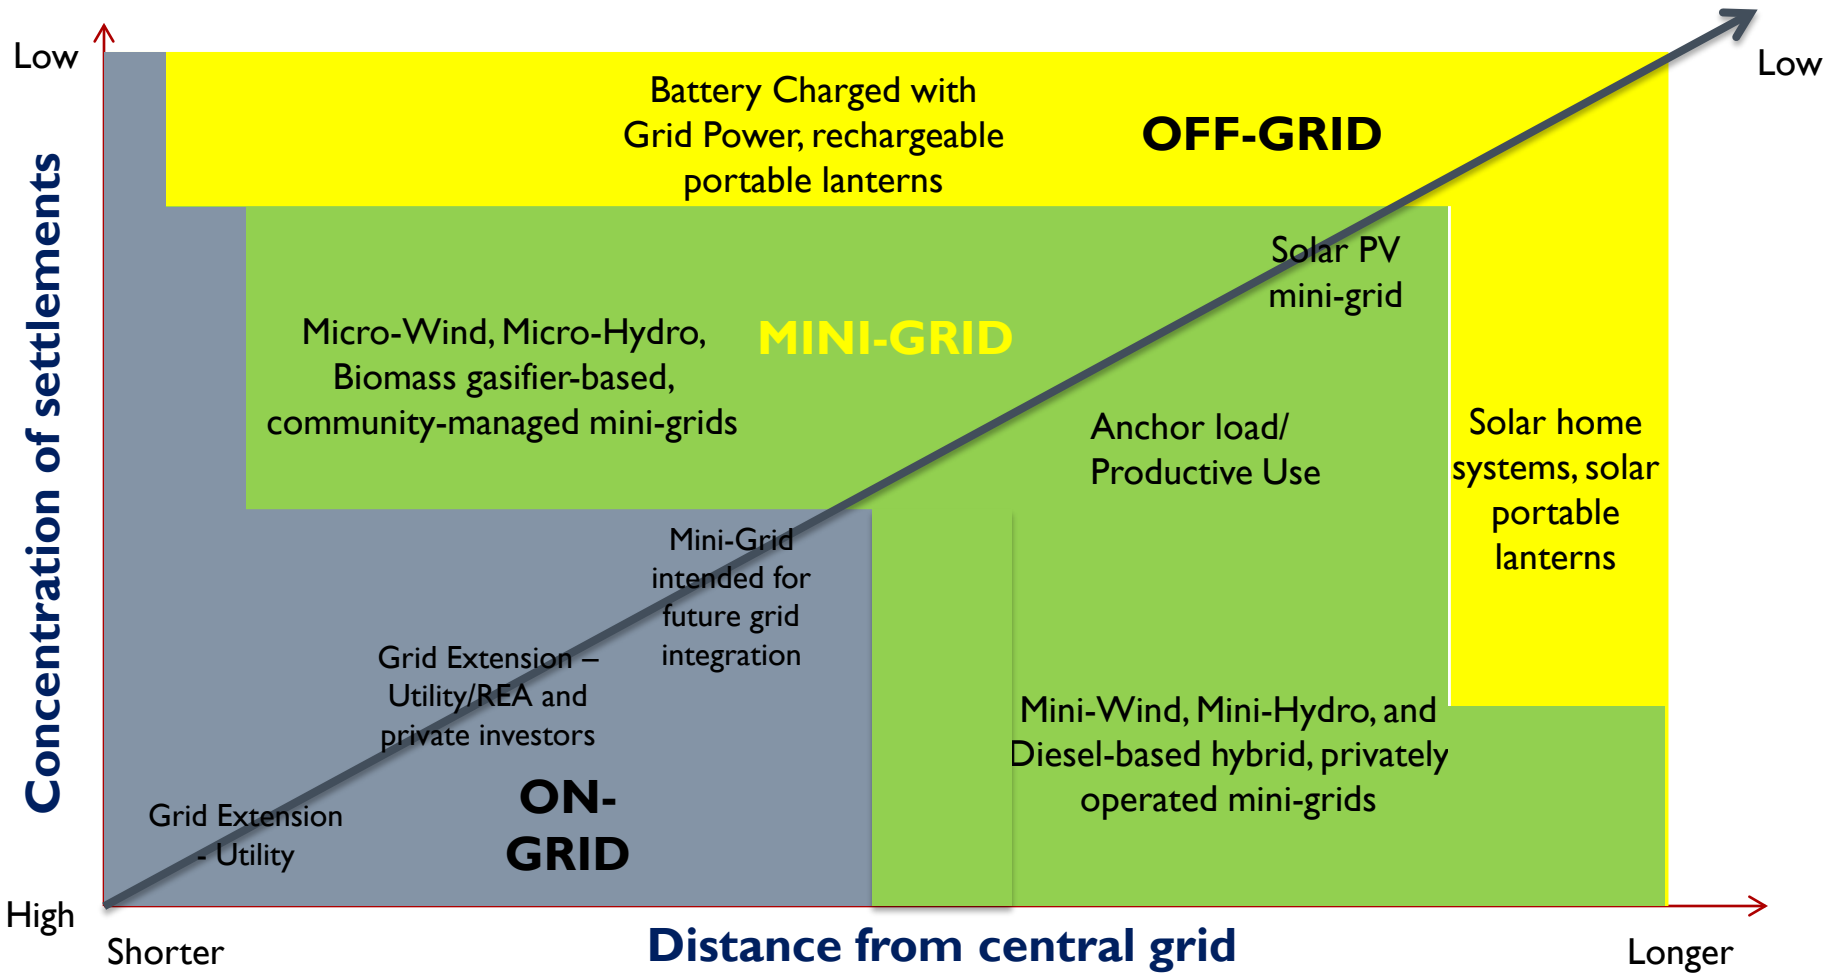 Low
Low
Concentration of settlements
Battery Charged with
Grid Power, rechargeable
portable lanterns
OFF-GRID
Solar PV
mini-grid
Micro-Wind, Micro-Hydro,
Biomass gasifier-based,
community-managed mini-grids
MINI-GRID
Anchor load/
Productive Use
Solar home
systems, solar
portable
lanterns
Mini-Grid
intended for
future grid
integration
Grid Extension –
Utility/REA and
private investors
Mini-Wind, Mini-Hydro, and
Diesel-based hybrid, privately
operated mini-grids
Grid Extension
- Utility
ON-
GRID
High
Shorter
Distance from central grid
Longer